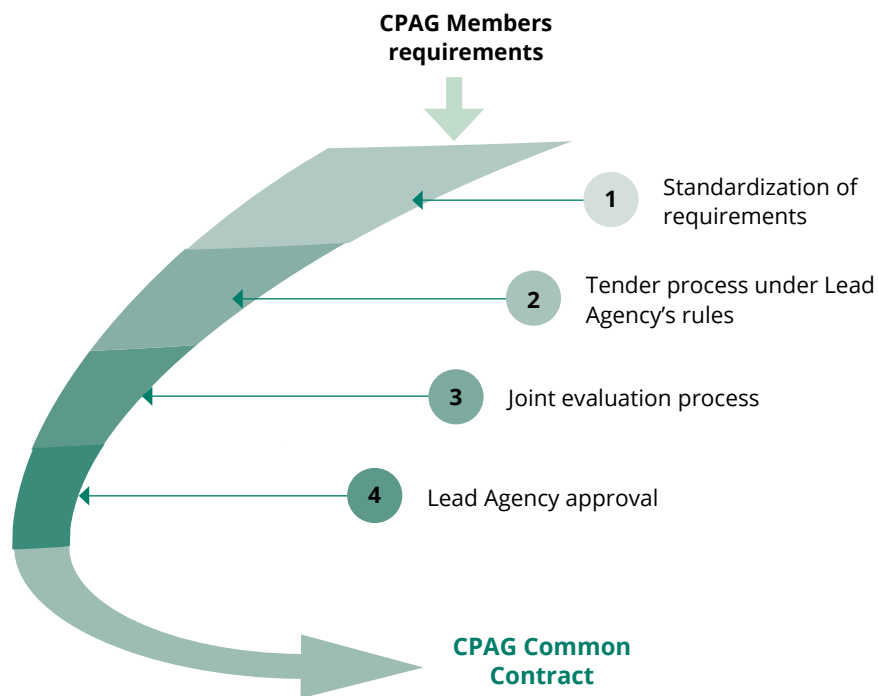 CPAG Members
requirements
1
Standardization of
requirements
2
Tender process under Lead
Agency’s rules
3
Joint evaluation process
4
Lead Agency approval
CPAG Common
Contract